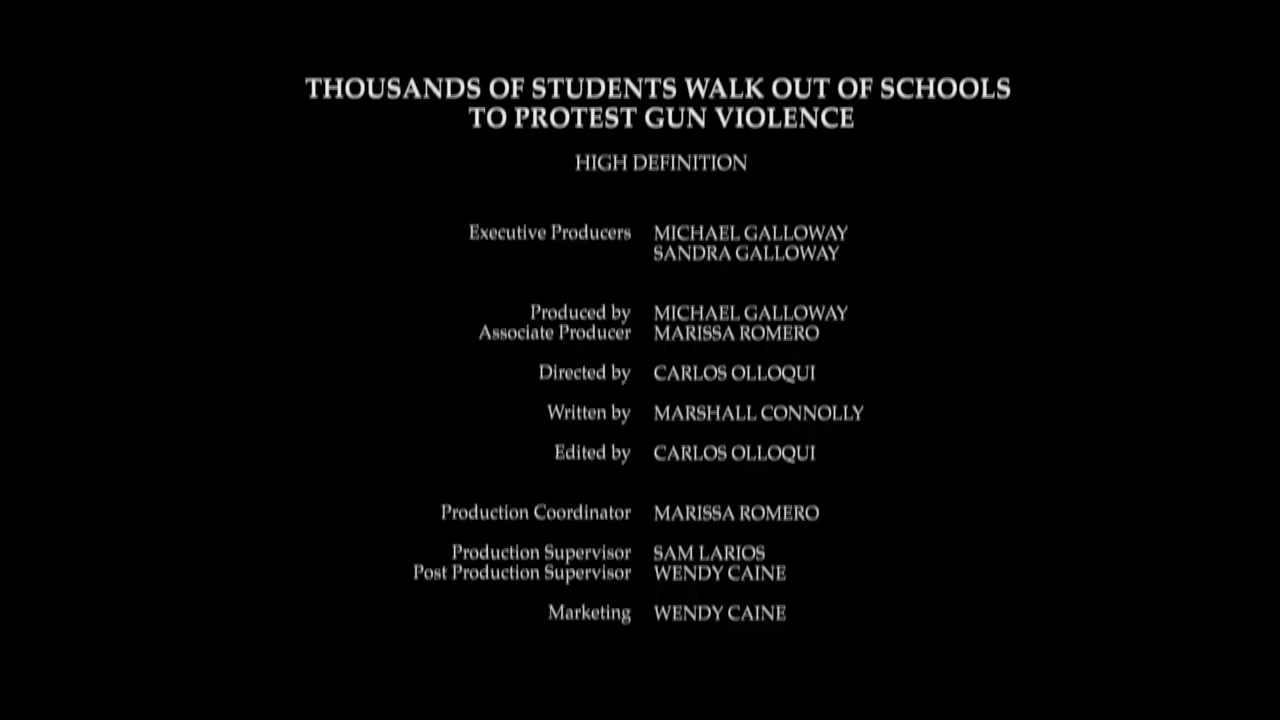 THOUSANDS OF STUDENTS WALK OUT OF SCHOOLS
TO PROTEST GUN VIOLENCE
HIGH DEFINITION
Executive Producers MICHAEL GALLOWAY
SANDRA GALLOWAY
Produced by MICHAEL GALLOWAY
Associate Producer MARISSA ROMERO
Directed by CARLOS OLLOQUI
Written by MARSHALL CONNOLLY
Edited by CARLOS OLLOQUI
Production Coordinator MARISSA ROMERO
Production Supervisor SAM LARIOS
Post Production Supervisor WENDY CAINE
Marketing WENDY CAINE